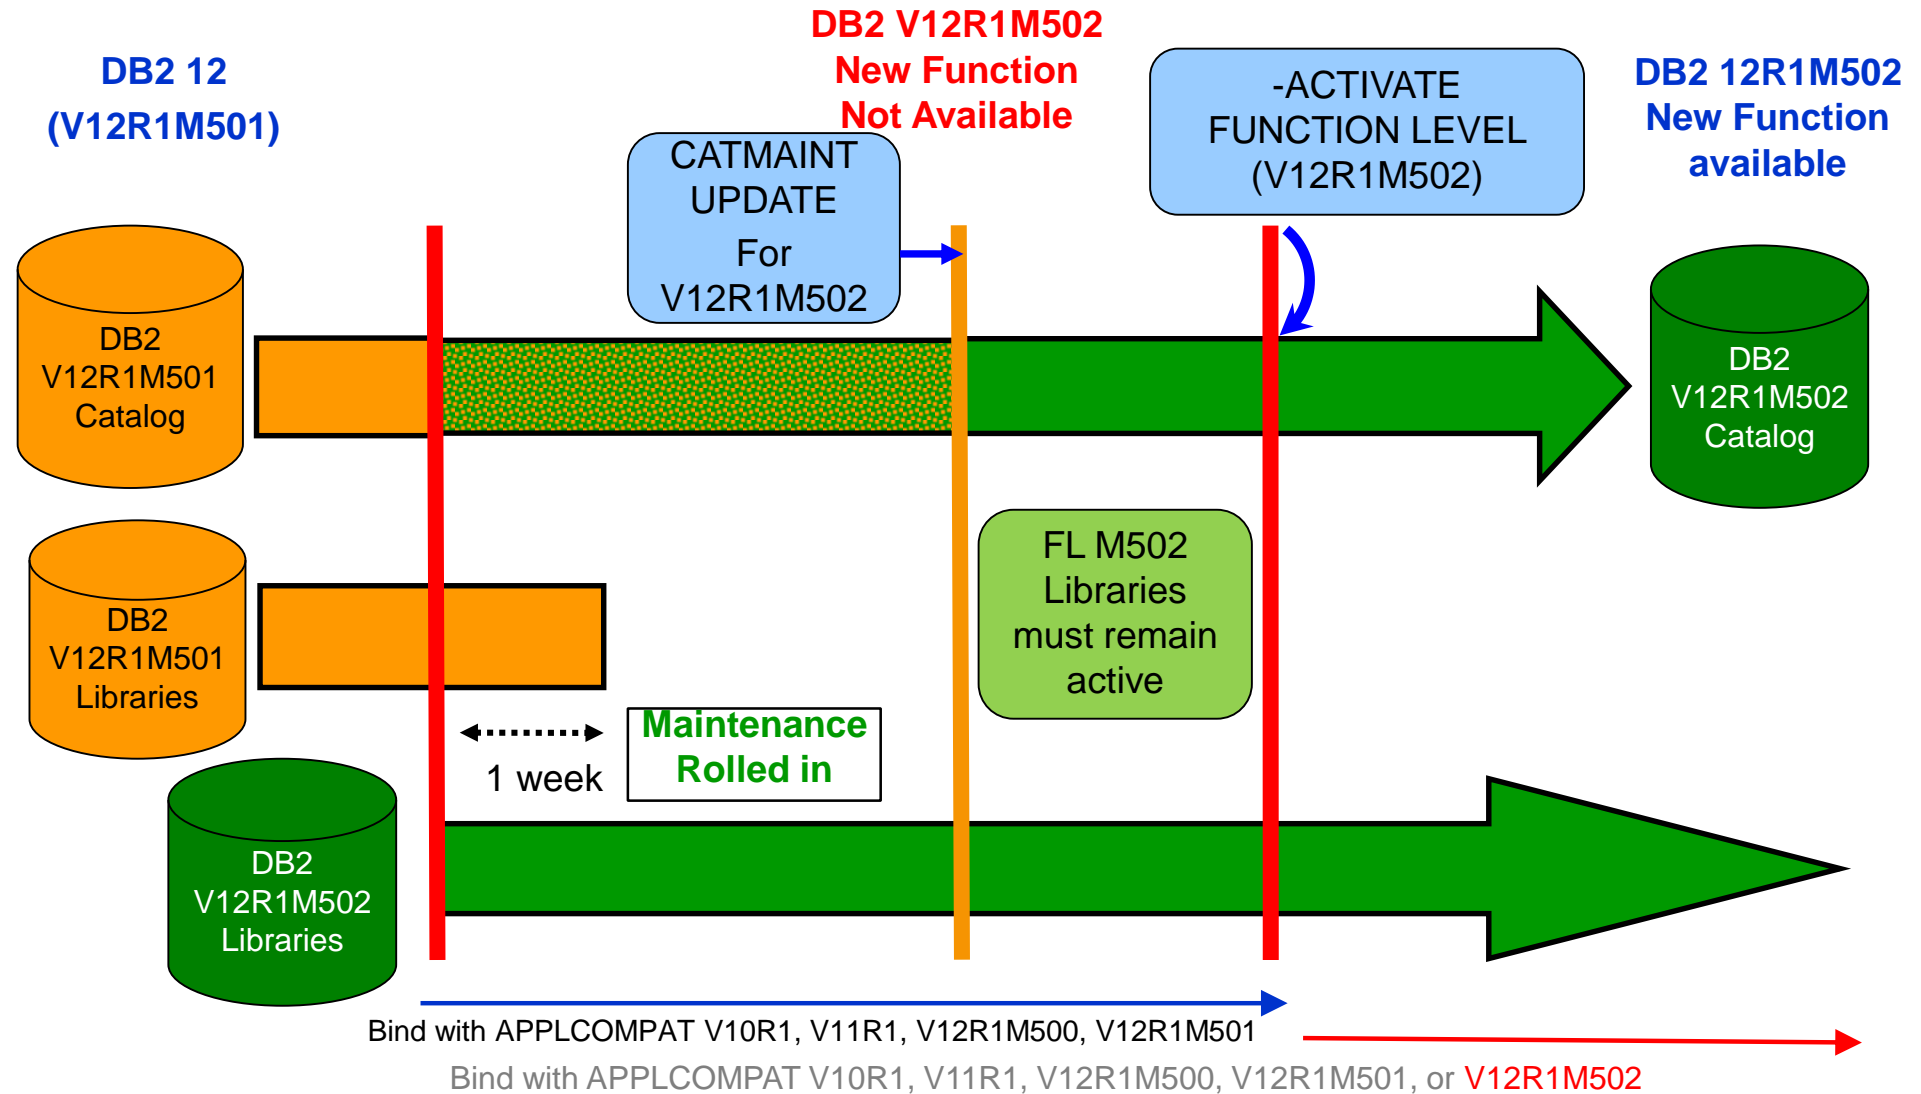 DB2 12
(V12R1M501)
DB2 V12R1M502
New Function
Not Available
-ACTIVATE
FUNCTION LEVEL
(V12R1M502)
DB2 12R1M502
New Function
available
CATMAINT
UPDATE
For
V12R1M502
DB2
V12R1M501
Catalog
DB2
V12R1M502
Catalog
DB2
V12R1M501
Libraries
FL M502
Libraries
must remain
active
1 week
Maintenance
Rolled in
DB2
V12R1M502
Libraries
Bind with APPLCOMPAT V10R1, V11R1, V12R1M500, V12R1M501
Bind with APPLCOMPAT V10R1, V11R1, V12R1M500, V12R1M501, or V12R1M502